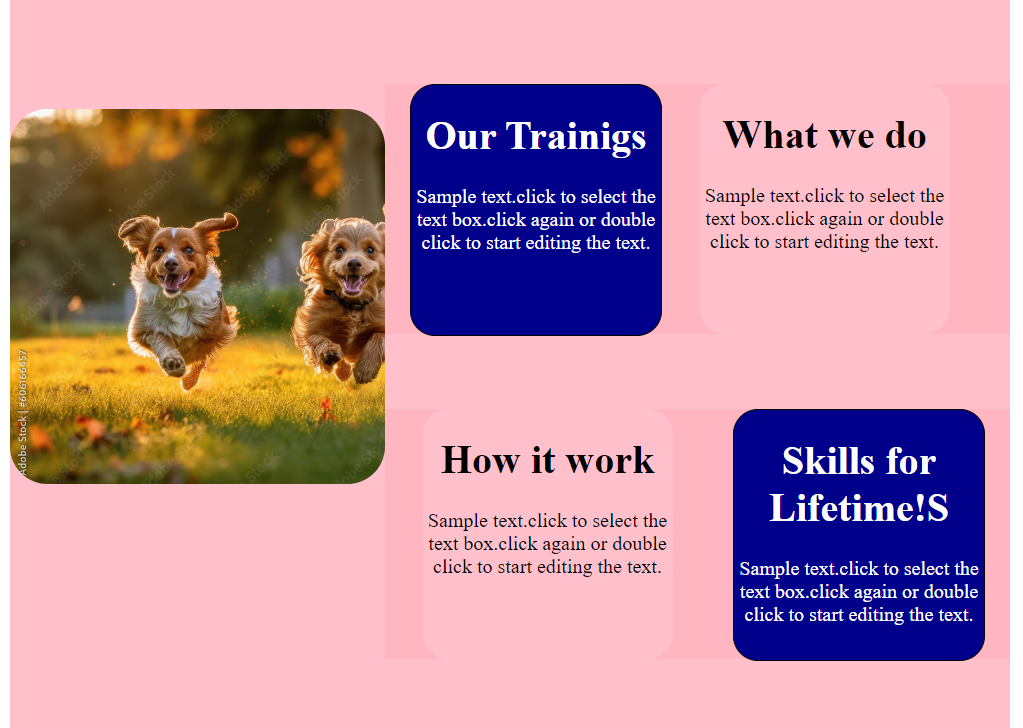 Our Trainigs
Sample text.click to select the
text box.click again or double
click to start editing the text.
What we do
Sample text.click to select the
text box.click again or double
click to start editing the text.
Adobe Stock | #606166457
How it work
Sample text.click to select the
text box.click again or double
click to start editing the text.
Skills for
Lifetime!S
Sample text.click to select the
text box.click again or double
click to start editing the text.